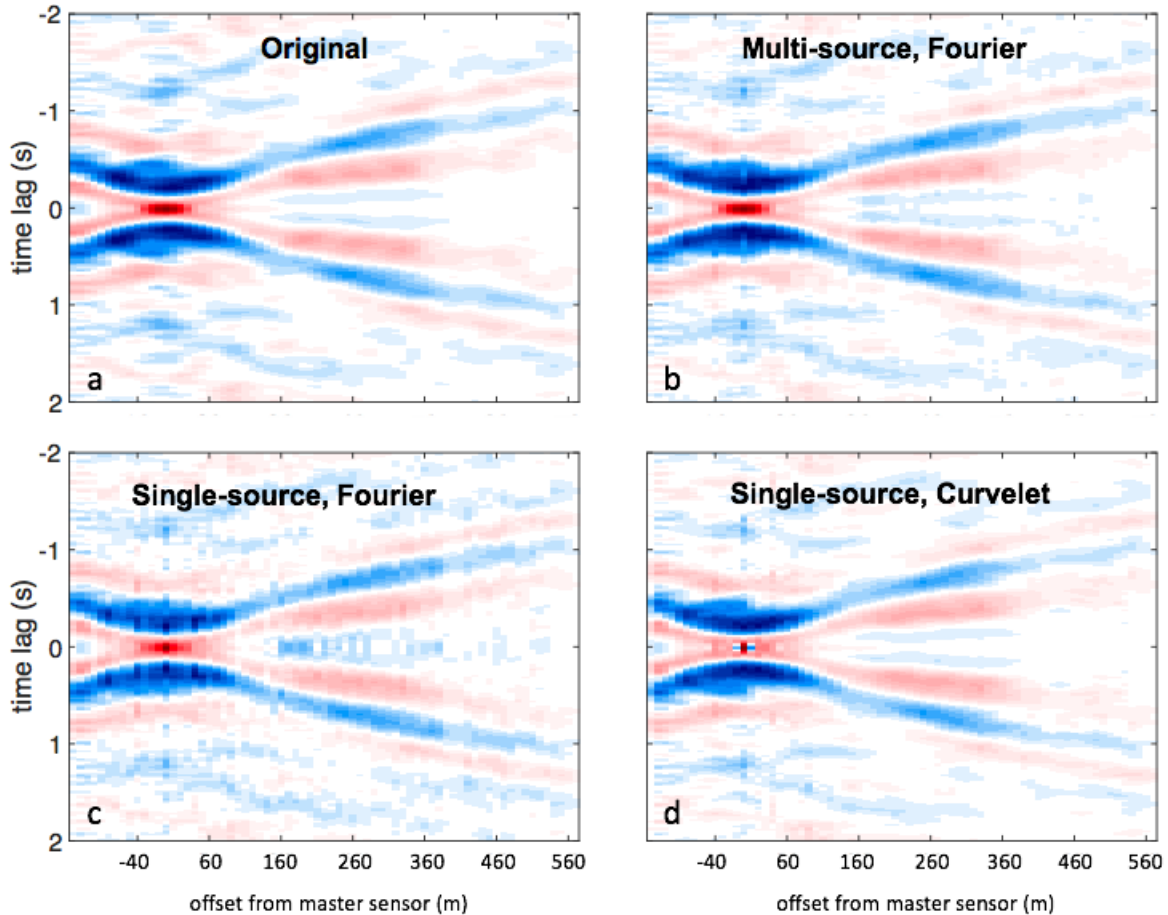 Original
Multi-source, Fourier
time lag (s)
-2
-1
0
1
2
a
b
Single-source, Fourier
Single-source, Curvelet
time lag (s)
-2
-1
0
1
2
c
d
-40 60 160 260 360 460 560
-40 60 160 260 360 460 560
offset from master sensor (m)
offset from master sensor (m)